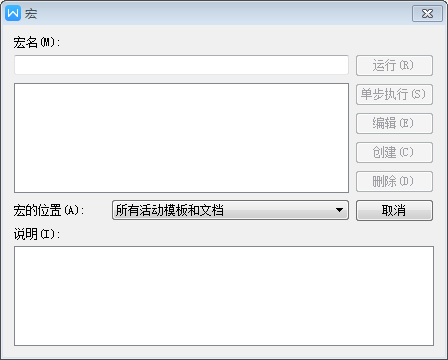 宏
宏名(M):
运行(R)
单步执行(S)
编辑(E)
创建(C)
删除(D)
宏的位置(A): 所有活动模板和文档 取消
说明(I):